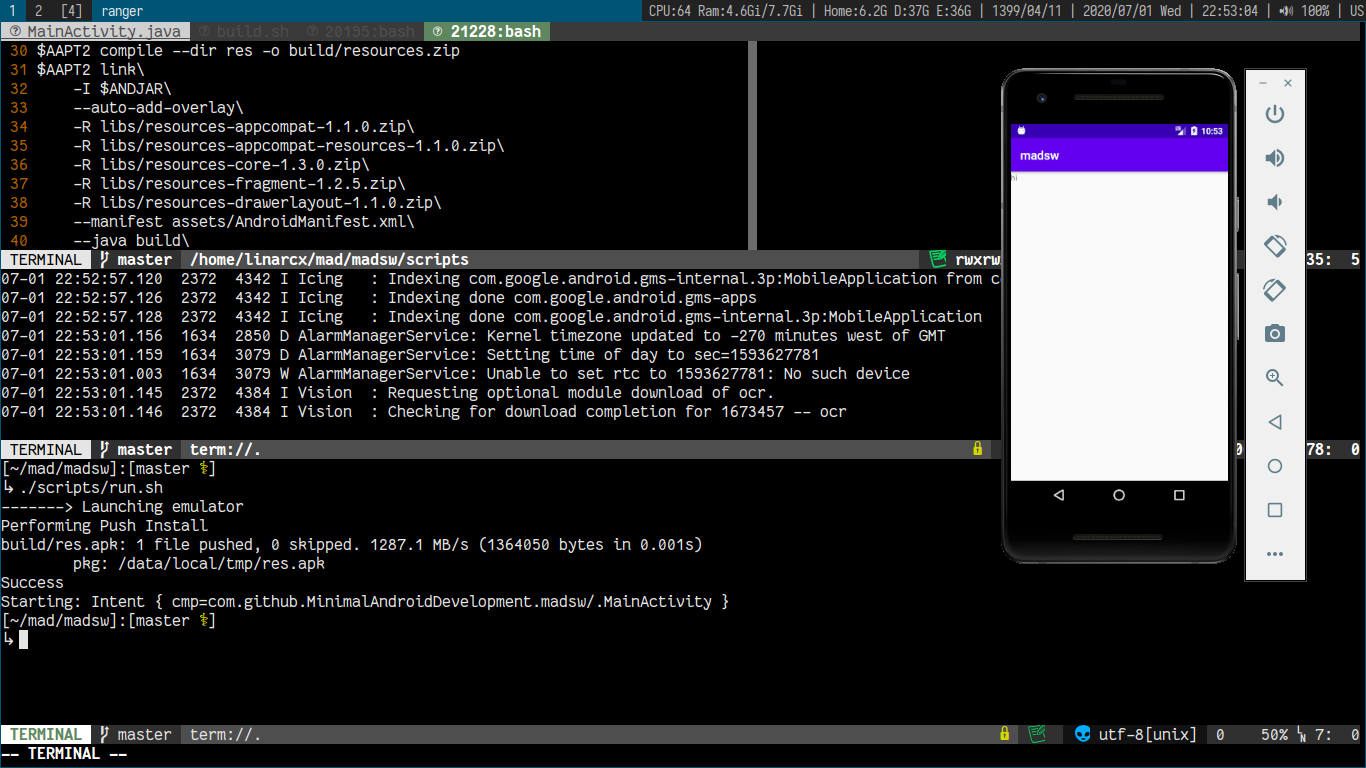 1 2 [4] ranger CPU:64 Ram:4.6Gi/7.7Gi | Home:6.2G D:37G E:36G | 1399/04/11 | 2020/07/01 Wed | 22:53:04 | 100% | US
MainActivity.java build.sh 20195:bash 21228:bash
30 $AAPT2 compile --dir res -o build/resources.zip
31 $AAPT2 link\
32 -I $ANDJAR\
33 --auto-add-overlay\
34 -R libs/resources-appcompat-1.1.0.zip\
35 -R libs/resources-appcompat-resources-1.1.0.zip\
36 -R libs/resources-core-1.3.0.zip\
37 -R libs/resources-fragment-1.2.5.zip\
38 -R libs/resources-drawerlayout-1.1.0.zip\
39 --manifest assets/AndroidManifest.xml\
40 --java build\
TERMINAL master /home/linarcx/mad/madsw/scripts rwxrw 35: 5
07-01 22:52:57.120 2372 4342 I Icing : Indexing com.google.android.gms-internal.3p:MobileApplication from c
07-01 22:52:57.126 2372 4342 I Icing : Indexing done com.google.android.gms-apps
07-01 22:52:57.128 2372 4342 I Icing : Indexing done com.google.android.gms-internal.3p:MobileApplication
07-01 22:53:01.156 1634 2850 D AlarmManagerService: Kernel timezone updated to -270 minutes west of GMT
07-01 22:53:01.159 1634 3079 D AlarmManagerService: Setting time of day to sec=1593627781
07-01 22:53:01.003 1634 3079 W AlarmManagerService: Unable to set rtc to 1593627781: No such device
07-01 22:53:01.145 2372 4384 I Vision : Requesting optional module download of ocr.
07-01 22:53:01.146 2372 4384 I Vision : Checking for download completion for 1673457 -- ocr
TERMINAL master term://. 78: 0
[~/mad/madsw]:[master ⚕]
↳ ./scripts/run.sh
-------> Launching emulator
Performing Push Install
build/res.apk: 1 file pushed, 0 skipped. 1287.1 MB/s (1364050 bytes in 0.001s)
pkg: /data/local/tmp/res.apk
Success
Starting: Intent { cmp=com.github.MinimalAndroidDevelopment.madsw/.MainActivity }
[~/mad/madsw]:[master ⚕]
↳
TERMINAL master term://. utf-8[unix] 0 50% 7: 0
-- TERMINAL --
10:53
madsw
hi